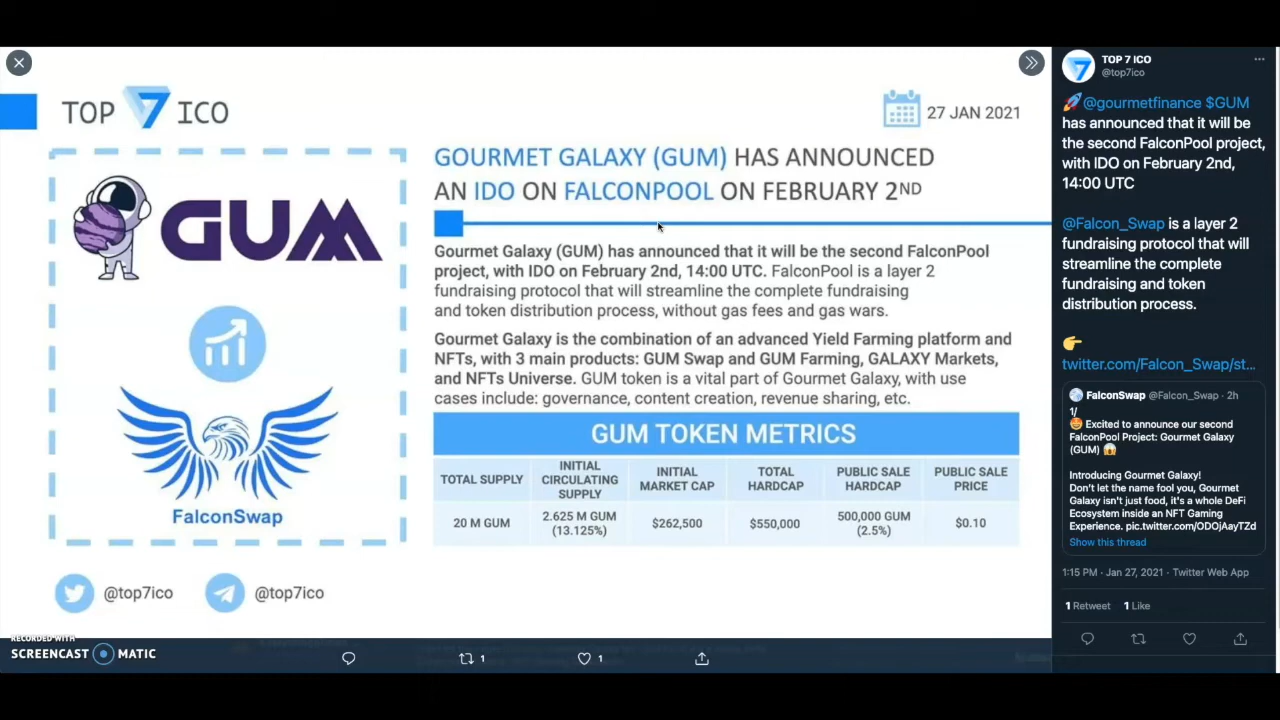 TOP 7 ICO
27 JAN 2021
GUM
FalconSwap
@top7ico
@top7ico
GOURMET GALAXY (GUM) HAS ANNOUNCED
AN IDO ON FALCONPOOL ON FEBRUARY 2ND
Gourmet Galaxy (GUM) has announced that it will be the second FalconPool
project, with IDO on February 2nd, 14:00 UTC. FalconPool is a layer 2
fundraising protocol that will streamline the complete fundraising
and token distribution process, without gas fees and gas wars.
Gourmet Galaxy is the combination of an advanced Yield Farming platform and
NFTs, with 3 main products: GUM Swap and GUM Farming, GALAXY Markets,
and NFTs Universe. GUM token is a vital part of Gourmet Galaxy, with use
cases include: governance, content creation, revenue sharing, etc.
GUM TOKEN METRICS
TOTAL SUPPLY
INITIAL
CIRCULATING
SUPPLY
INITIAL
MARKET CAP
TOTAL
HARDCAP
PUBLIC SALE
HARDCAP
PUBLIC SALE
PRICE
20 M GUM
2.625 M GUM
(13.125%)
$262,500
$550,000
500,000 GUM
(2.5%)
$0.10
RECORDED WITH
SCREENCAST MATIC
1
1
TOP 7 ICO
@top7ico
@gourmetfinance $GUM
has announced that it will be
the second FalconPool project,
with IDO on February 2nd,
14:00 UTC
@Falcon_Swap is a layer 2
fundraising protocol that will
streamline the complete
fundraising and token
distribution process.
twitter.com/Falcon_Swap/st...
FalconSwap @Falcon_Swap · 2h
1/
Excited to announce our second
FalconPool Project: Gourmet Galaxy
(GUM)
Introducing Gourmet Galaxy!
Don't let the name fool you, Gourmet
Galaxy isn't just food, it's a whole DeFi
Ecosystem inside an NFT Gaming
Experience. pic.twitter.com/ODOjAayTZd
Show this thread
1:15 PM · Jan 27, 2021 · Twitter Web App
1 Retweet 1 Like